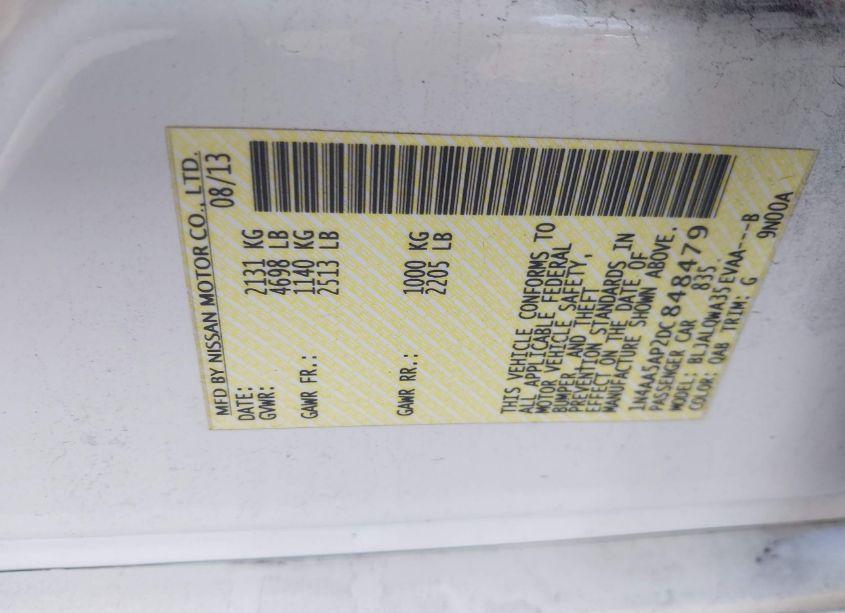 MFD BY NISSAN MOTOR CO., LTD.
DATE: 08/13
GVWR: 2131 KG
4698 LB
GAWR FR.: 1140 KG
2513 LB
GAWR RR.: 1000 KG
2205 LB
THIS VEHICLE CONFORMS TO
ALL APPLICABLE FEDERAL
MOTOR VEHICLE SAFETY,
BUMPER, AND THEFT
PREVENTION STANDARDS IN
EFFECT ON THE DATE OF
MANUFACTURE SHOWN ABOVE.
1N4AA5AP2DC848479
PASSENGER CAR 835
MODEL: BLJALQWA35EVAA---B
COLOR: QAB TRIM: G 9N00A